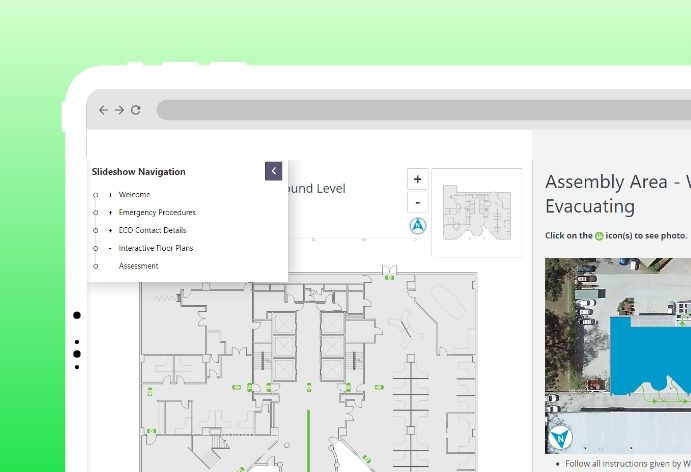 Slideshow Navigation
+ Welcome
+ Emergency Procedures
+ ECO Contact Details
- Interactive Floor Plans
Assessment
Level
+
-
Assembly Area -
Evacuating
Click on the icon(s) to see photo.
• Follow all instructions given by